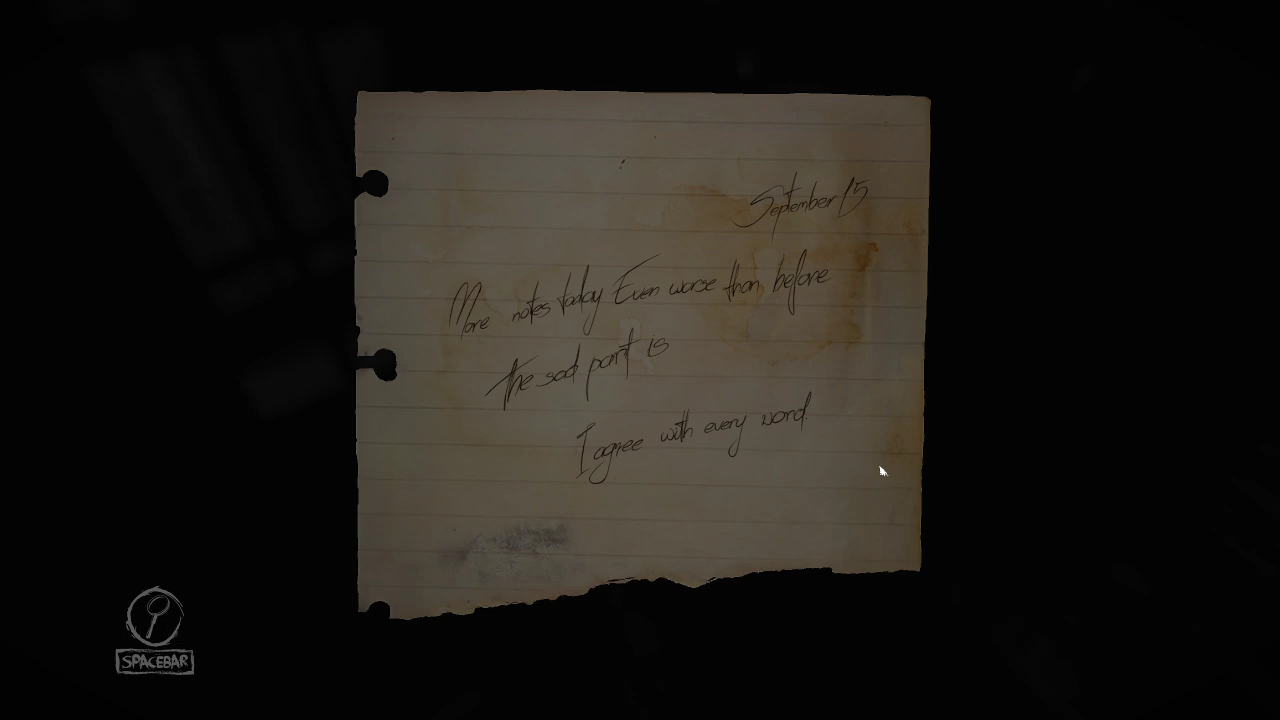 September 15
More notes today Even worse than before
the sad part is
I agree with every word.
SPACEBAR